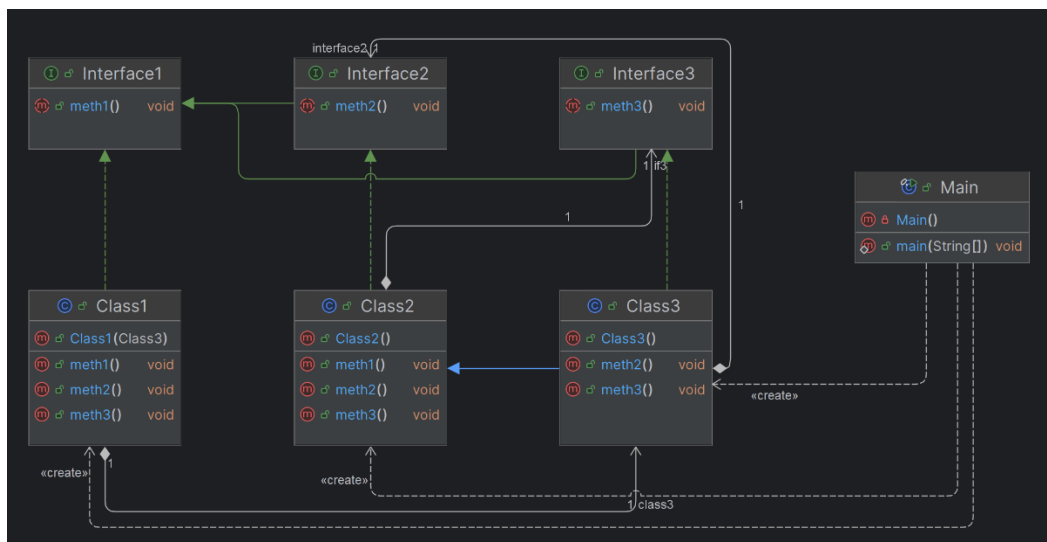 interface2 1
Interface1
meth1() void
Interface2
meth2() void
Interface3
meth3() void
1 if3
1
1
Main
Main()
main(String[]) void
Class1
Class1(Class3)
meth1() void
meth2() void
meth3() void
Class2
Class2()
meth1() void
meth2() void
meth3() void
Class3
Class3()
meth2() void
meth3() void
«create»
«create»
1
«create»
1 class3